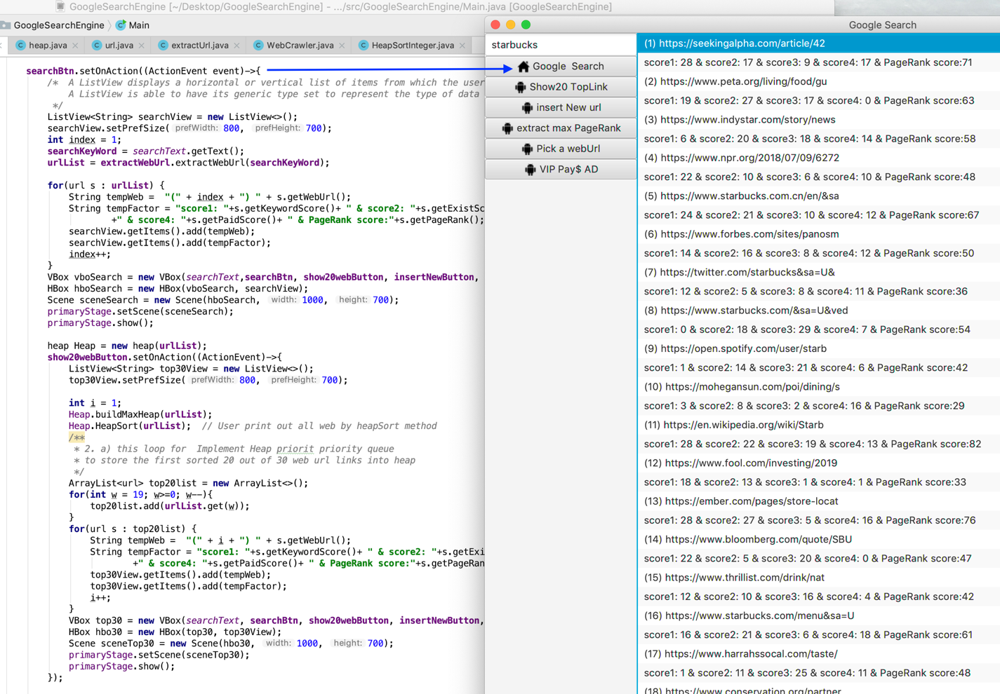 GoogleSearchEngine [~/Desktop/GoogleSearchEngine] - .../src/GoogleSearchEngine/Main.java [GoogleSearchEngine]
GoogleSearchEngine
Main
heap.java
url.java
extractUrl.java
WebCrawler.java
HeapSortInteger.java
searchBtn.setOnAction((ActionEvent event)->{
/*  A ListView displays a horizontal or vertical list of items from which the user
A ListView is able to have its generic type set to represent the type of data
*/
ListView<String> searchView = new ListView<>();
searchView.setPrefSize( prefWidth: 800,  prefHeight: 700);
int index = 1;
searchKeyWord = searchText.getText();
urlList = extractWebUrl.extractWebUrl(searchKeyWord);
for(url s : urlList) {
String tempWeb =  "(" + index + ") " + s.getWebUrl();
String tempFactor = "score1: "+s.getKeywordScore()+ " & score2: "+s.getExistSc
+" & score4: "+s.getPaidScore()+ " & PageRank score:"+s.getPageRank();
searchView.getItems().add(tempWeb);
searchView.getItems().add(tempFactor);
index++;
}
VBox vboSearch = new VBox(searchText,searchBtn, show20webButton, insertNewButton,
HBox hboSearch = new HBox(vboSearch, searchView);
Scene sceneSearch = new Scene(hboSearch,  width: 1000,  height: 700);
primaryStage.setScene(sceneSearch);
primaryStage.show();
heap Heap = new heap(urlList);
show20webButton.setOnAction((ActionEvent)->{
ListView<String> top30View = new ListView<>();
top30View.setPrefSize( prefWidth: 800,  prefHeight: 700);
int i = 1;
Heap.buildMaxHeap(urlList);
Heap.HeapSort(urlList);  // User print out all web by heapSort method
/**
* 2. a) this loop for  Implement Heap priorit priority queue
* to store the first sorted 20 out of 30 web url links into heap
*/
ArrayList<url> top20list = new ArrayList<>();
for(int w = 19; w>=0; w--){
top20list.add(urlList.get(w));
}
for(url s : top20list) {
String tempWeb =  "(" + i + ") " + s.getWebUrl();
String tempFactor = "score1: "+s.getKeywordScore()+ " & score2: "+s.getExi
+" & score4: "+s.getPaidScore()+ " & PageRank score:"+s.getPageRan
top30View.getItems().add(tempWeb);
top30View.getItems().add(tempFactor);
i++;
}
VBox top30 = new VBox(searchText, searchBtn, show20webButton, insertNewButton,
HBox hbo30 = new HBox(top30, top30View);
Scene sceneTop30 = new Scene(hbo30,  width: 1000,  height: 700);
primaryStage.setScene(sceneTop30);
primaryStage.show();
});
Google Search
starbucks
Google  Search
Show20 TopLink
insert New url
extract max PageRank
Pick a webUrl
VIP Pay$ AD
(1) https://seekingalpha.com/article/42
score1: 28 & score2: 17 & score3: 9 & score4: 17 & PageRank score:71
(2) https://www.peta.org/living/food/gu
score1: 19 & score2: 27 & score3: 17 & score4: 0 & PageRank score:63
(3) https://www.indystar.com/story/news
score1: 6 & score2: 20 & score3: 18 & score4: 14 & PageRank score:58
(4) https://www.npr.org/2018/07/09/6272
score1: 22 & score2: 10 & score3: 6 & score4: 10 & PageRank score:48
(5) https://www.starbucks.com.cn/en/&sa
score1: 24 & score2: 21 & score3: 10 & score4: 12 & PageRank score:67
(6) https://www.forbes.com/sites/panosm
score1: 14 & score2: 16 & score3: 8 & score4: 12 & PageRank score:50
(7) https://twitter.com/starbucks&sa=U&
score1: 12 & score2: 5 & score3: 8 & score4: 11 & PageRank score:36
(8) https://www.starbucks.com/&sa=U&ved
score1: 0 & score2: 18 & score3: 29 & score4: 7 & PageRank score:54
(9) https://open.spotify.com/user/starb
score1: 1 & score2: 14 & score3: 21 & score4: 6 & PageRank score:42
(10) https://mohegansun.com/poi/dining/s
score1: 3 & score2: 8 & score3: 2 & score4: 16 & PageRank score:29
(11) https://en.wikipedia.org/wiki/Starb
score1: 28 & score2: 22 & score3: 19 & score4: 13 & PageRank score:82
(12) https://www.fool.com/investing/2019
score1: 18 & score2: 13 & score3: 1 & score4: 1 & PageRank score:33
(13) https://ember.com/pages/store-locat
score1: 28 & score2: 27 & score3: 5 & score4: 16 & PageRank score:76
(14) https://www.bloomberg.com/quote/SBU
score1: 22 & score2: 5 & score3: 20 & score4: 0 & PageRank score:47
(15) https://www.thrillist.com/drink/nat
score1: 12 & score2: 10 & score3: 16 & score4: 4 & PageRank score:42
(16) https://www.starbucks.com/menu&sa=U
score1: 16 & score2: 21 & score3: 6 & score4: 18 & PageRank score:61
(17) https://www.harrahssocal.com/taste/
score1: 1 & score2: 11 & score3: 25 & score4: 11 & PageRank score:48
(18) https://www.conservation.org/partner